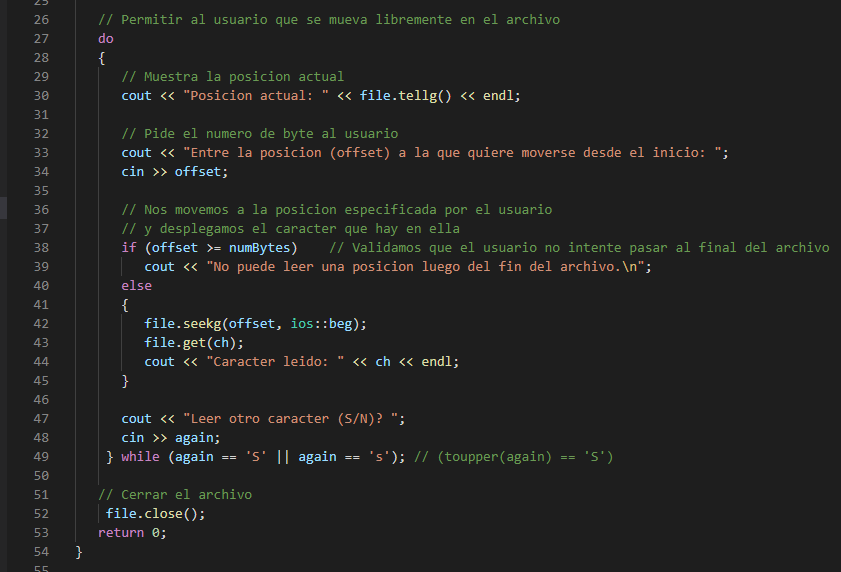 25
26 // Permitir al usuario que se mueva libremente en el archivo
27 do
28 {
29 // Muestra la posicion actual
30 cout << "Posicion actual: " << file.tellg() << endl;
31
32 // Pide el numero de byte al usuario
33 cout << "Entre la posicion (offset) a la que quiere moverse desde el inicio: ";
34 cin >> offset;
35
36 // Nos movemos a la posicion especificada por el usuario
37 // y desplegamos el caracter que hay en ella
38 if (offset >= numBytes) // Validamos que el usuario no intente pasar al final del archivo
39 cout << "No puede leer una posicion luego del fin del archivo.\n";
40 else
41 {
42 file.seekg(offset, ios::beg);
43 file.get(ch);
44 cout << "Caracter leido: " << ch << endl;
45 }
46
47 cout << "Leer otro caracter (S/N)? ";
48 cin >> again;
49 } while (again == 'S' || again == 's'); // (toupper(again) == 'S')
50
51 // Cerrar el archivo
52 file.close();
53 return 0;
54 }
55